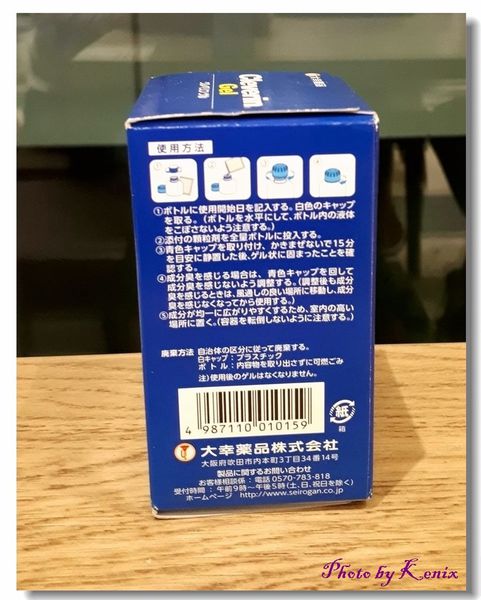 Cleverin
Gel
使用方法
①ボトルに使用開始日を記入する。白色のキャップ
を取る。(ボトルを水平にして、ボトル内の液体
をこぼさないよう注意する。)
②添付の顆粒剤を全量ボトルに投入する。
③青色キャップを取り付け、かきまぜないで15分
を目安に静置した後、ゲル状に固まったことを確
認する。
④成分臭を感じる場合は、青色キャップを回して
成分臭を感じないよう調整する。(調整後も成分
臭を感じるときは、風通しの良い場所に移動し、成分
臭を感じなくなってから使用する。)
⑤成分が均一に広がりやすくするため、室内の高い
場所に置く。(容器を転倒しないように注意する。)
廃棄方法 自治体の区分に従って廃棄する。
白キャップ:プラスチック
ボトル:内容物を取り出さずに可燃ごみ
注)使用後のゲルはなくなりません。
4 987110 010159
紙
箱
大幸薬品株式会社
大阪府吹田市内本町3丁目34番14号
製品に関するお問い合わせ
お客様相談係:電話 0570-783-818
受付時間:午前9時〜午後5時(土、日、祝日を除く)
ホームページ http://www.seirogan.co.jp
Photo by Kenix